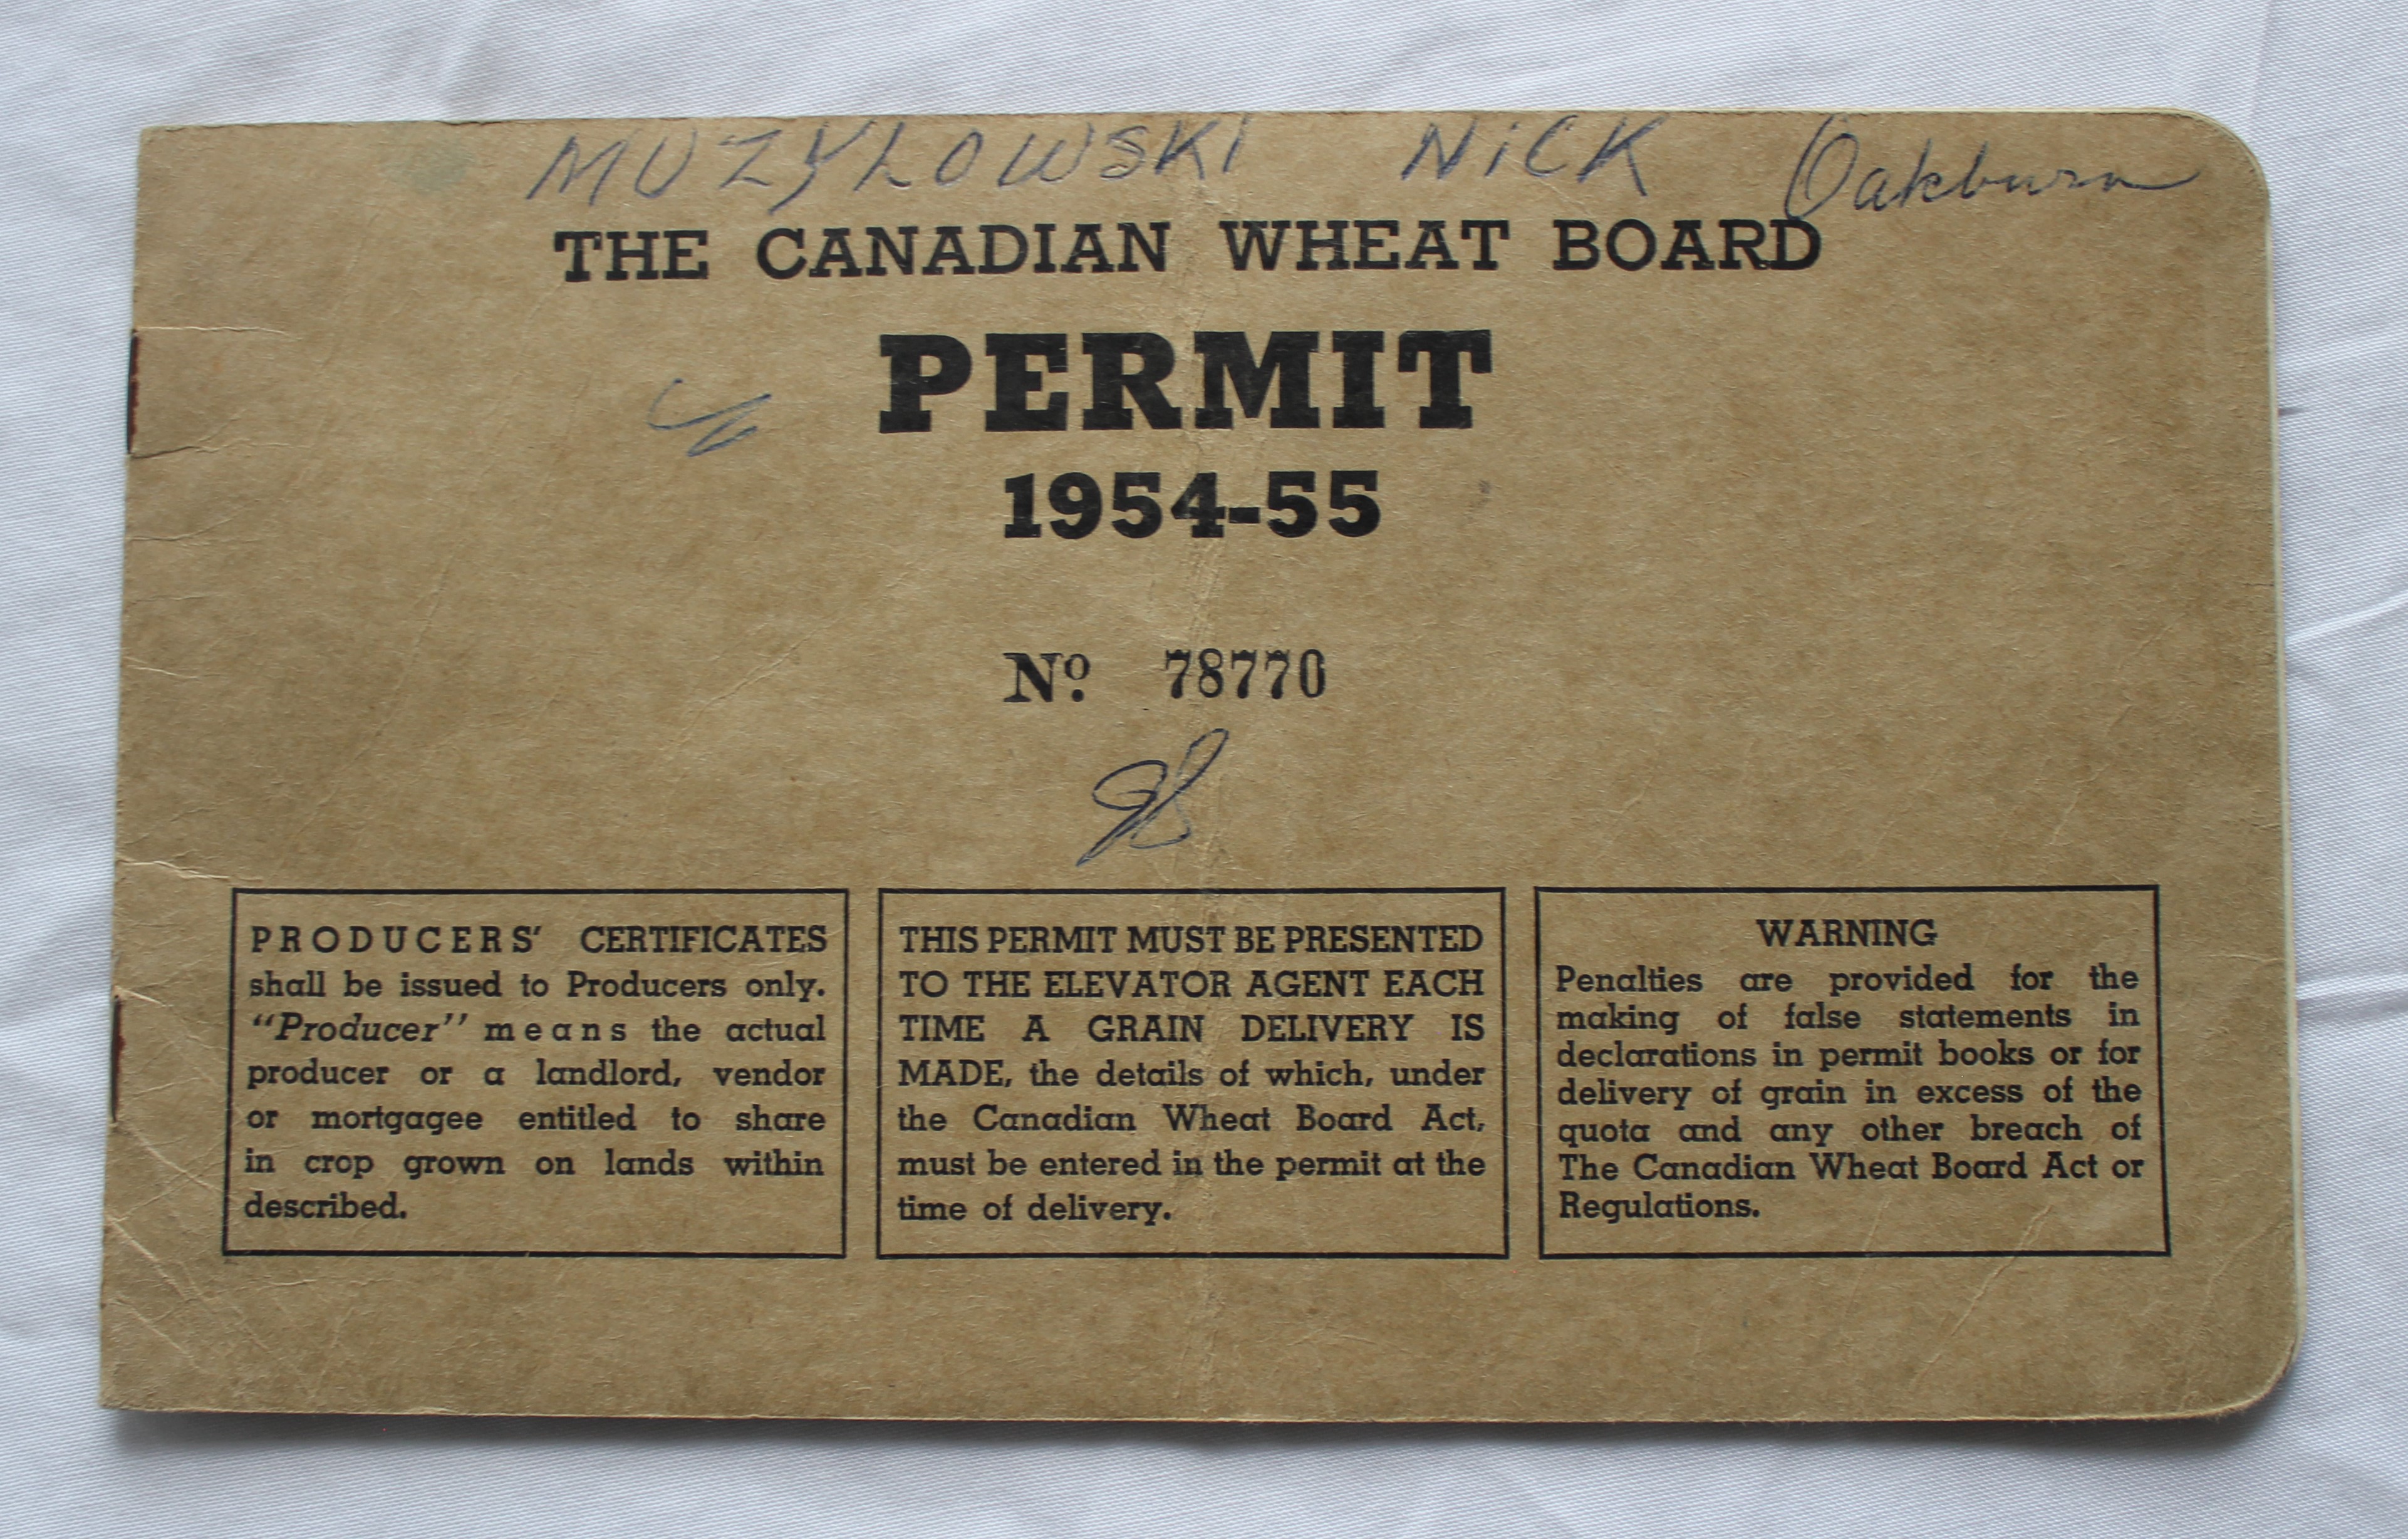 MUZYLOWSKI NiCK Oakburn
THE CANADIAN WHEAT BOARD
PERMIT
1954-55
Nº 78770
PRODUCERS' CERTIFICATES
shall be issued to Producers only.
"Producer" means the actual
producer or a landlord, vendor
or mortgagee entitled to share
in crop grown on lands within
described.
THIS PERMIT MUST BE PRESENTED
TO THE ELEVATOR AGENT EACH
TIME A GRAIN DELIVERY IS
MADE, the details of which, under
the Canadian Wheat Board Act,
must be entered in the permit at the
time of delivery.
WARNING
Penalties are provided for the
making of false statements in
declarations in permit books or for
delivery of grain in excess of the
quota and any other breach of
The Canadian Wheat Board Act or
Regulations.